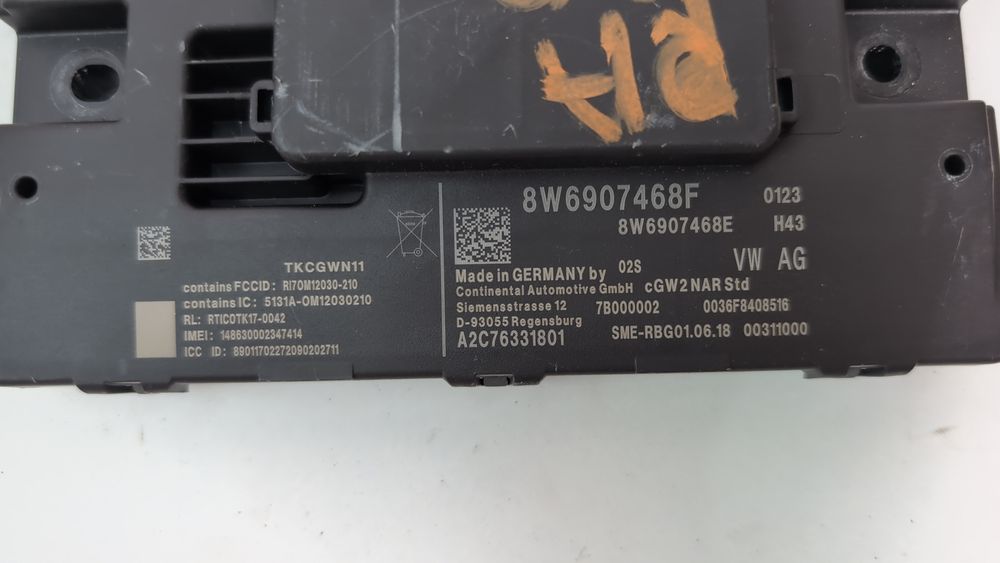 TKCGWN11
contains FCCID: RI7OM12030-210
contains IC: 5131A-OM12030210
RL: RTICOTK17-0042
IMEI: 148630002347414
ICC ID: 89011702272090202711
8W6907468F 0123
8W6907468E H43
02S VW AG
Made in GERMANY by
Continental Automotive GmbH cGW2 NAR Std
Siemensstrasse 12 7B000002 0036F8408516
D-93055 Regensburg
A2C76331801 SME-RBG01.06.18 00311000